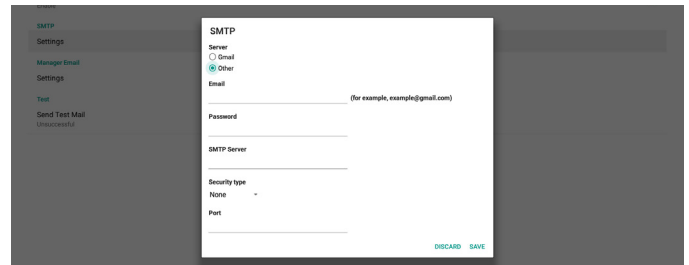 Enable
SMTP
Settings
Manager Email
Settings
Test
Send Test Mail
Unsuccessful
SMTP
Server
Gmail
Other
Email
(for example, example@gmail.com)
Password
SMTP Server
Security type
None
Port
DISCARD SAVE